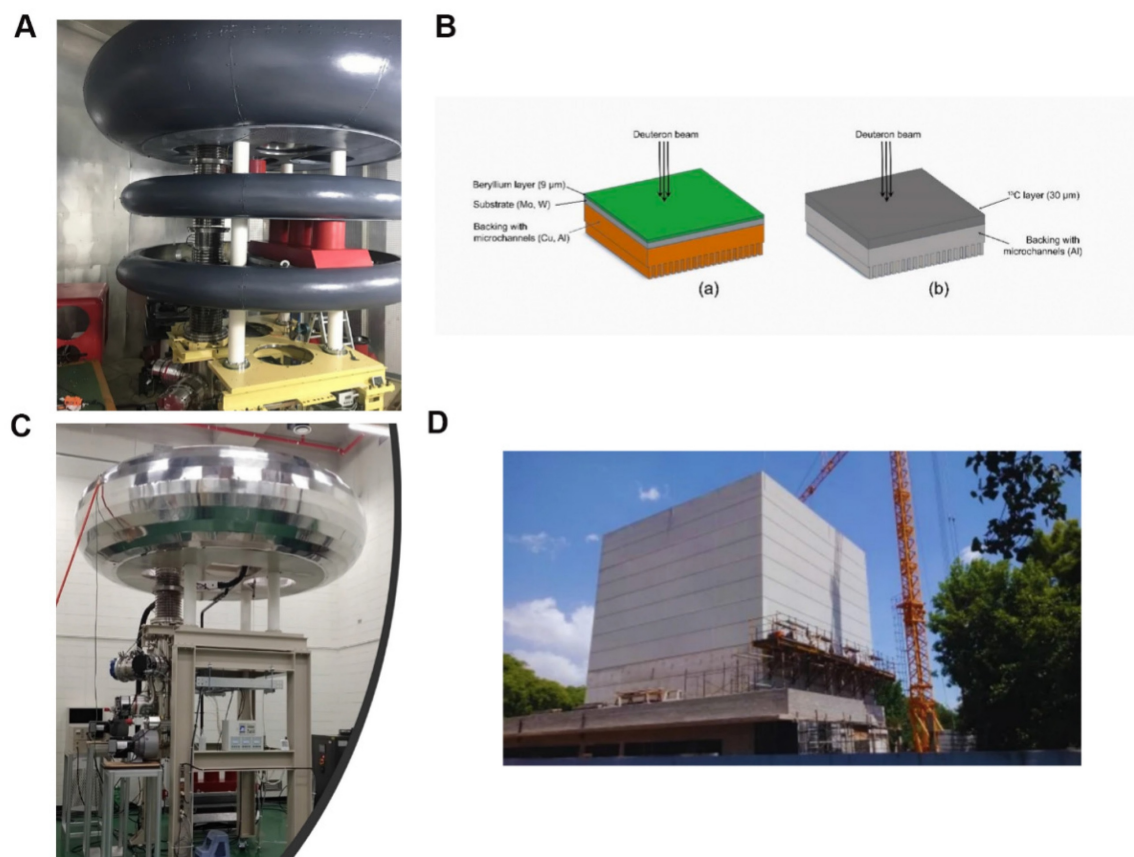 A
B
Deuteron beam
Deuteron beam
Beryllium layer (9 µm)
Substrate (Mo, W)
Backing with
microchannels (Cu, Al)
¹³C layer (30 µm)
Backing with
microchannels (Al)
(a)
(b)
C
D